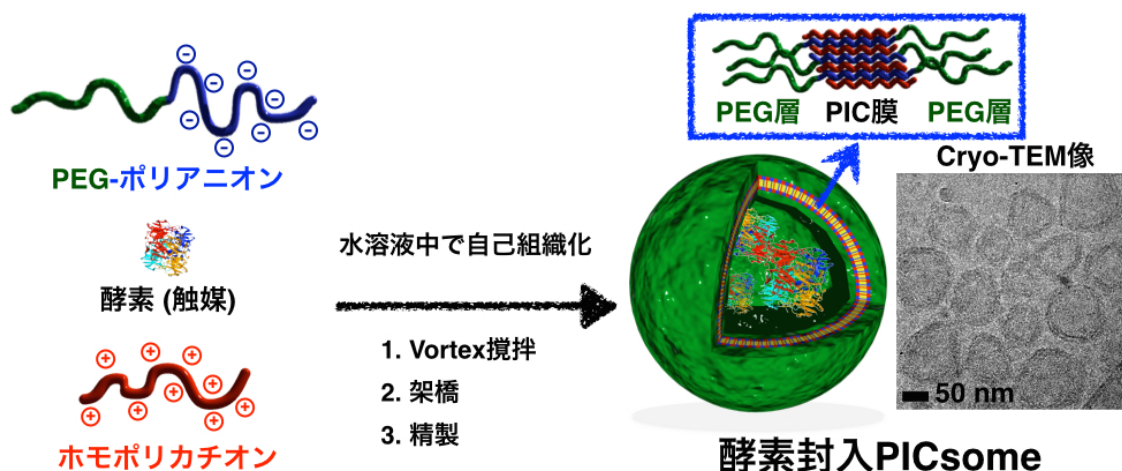 PEG-ポリアニオン
酵素 (触媒)
ホモポリカチオン
水溶液中で自己組織化
1. Vortex撹拌
2. 架橋
3. 精製
PEG層 PIC膜 PEG層
Cryo-TEM像
50 nm
酵素封入PICsome